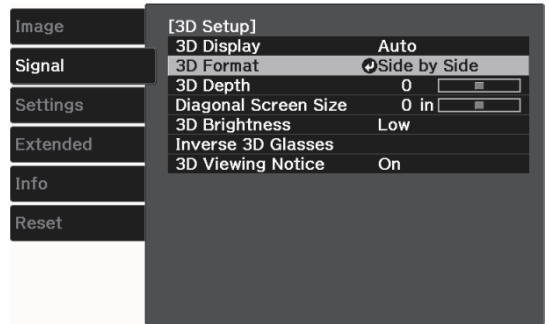 Image
Signal
Settings
Extended
Info
Reset
[3D Setup]
3D Display Auto
3D Format Side by Side
3D Depth 0
Diagonal Screen Size 0 in
3D Brightness Low
Inverse 3D Glasses
3D Viewing Notice On